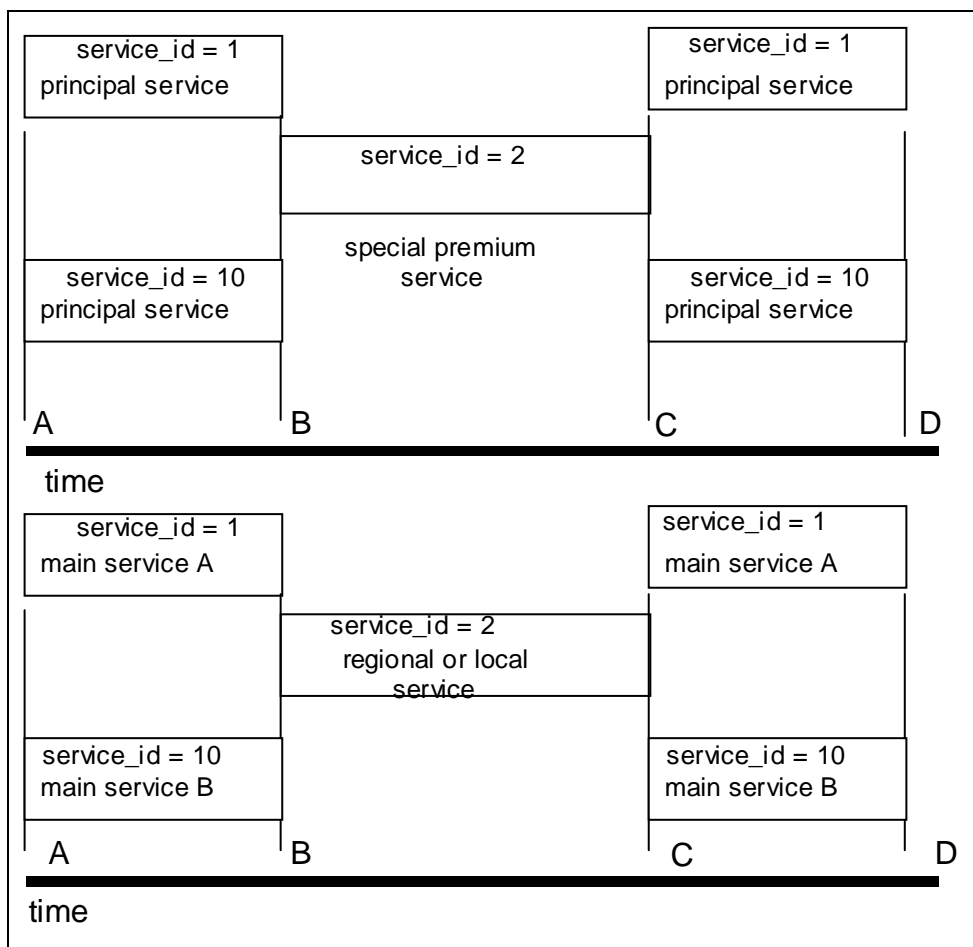 service_id = 1
principal service
service_id = 1
principal service
service_id = 2
special premium
service
service_id = 10
principal service
service_id = 10
principal service
A
B
C
D
time
service_id = 1
main service A
service_id = 1
main service A
service_id = 2
regional or local
service
service_id = 10
main service B
service_id = 10
main service B
A
B
C
D
time